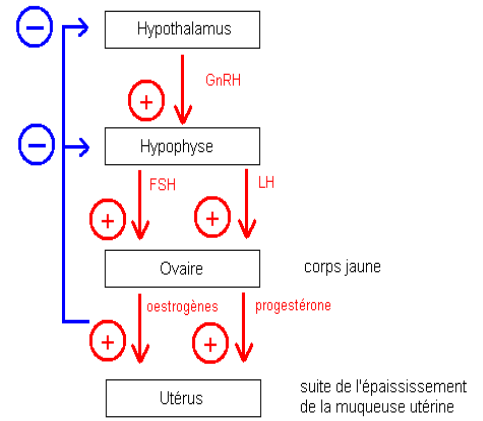 Hypothalamus
GnRH
Hypophyse
FSH
LH
Ovaire
corps jaune
oestrogènes
progestérone
Utérus
suite de l'épaississement
de la muqueuse utérine